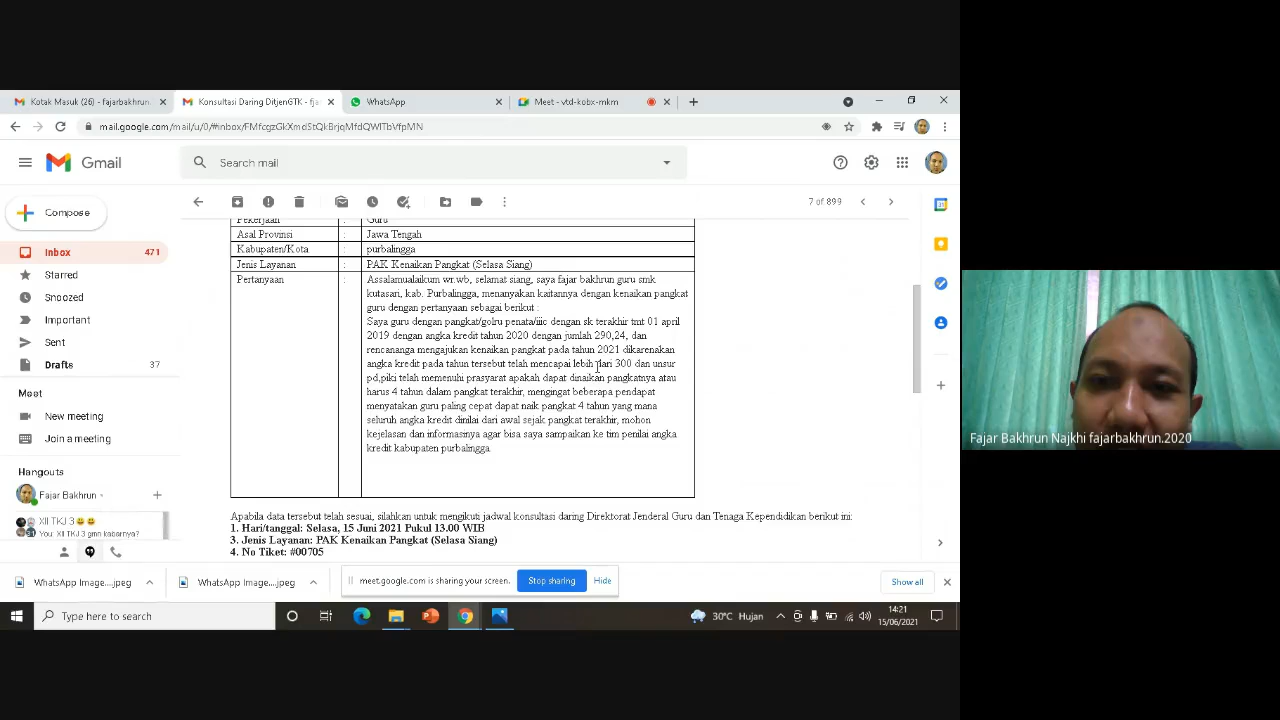 Kotak Masuk (26) - fajarbakhrun.
Konsultasi Daring DitjenGTK - fja
WhatsApp
Meet - vtd-kobx-mkm
Gmail
Search mail
Compose
7 of 899
Inbox 471
Starred
Snoozed
Important
Sent
Drafts 37
Meet
New meeting
Join a meeting
Hangouts
Fajar Bakhrun
XII TKJ 3
You: XII TKJ 3 gmn kabarnya?
Pekerjaan : Guru
Asal Provinsi : Jawa Tengah
Kabupaten/Kota : purbalingga
Jenis Layanan : PAK Kenaikan Pangkat (Selasa Siang)
Pertanyaan : Assalamualaikum wr.wb, selamat siang, saya fajar bakhrun guru smk
kutasari, kab. Purbalingga, menanyakan kaitannya dengan kenaikan pangkat
guru dengan pertanyaan sebagai berikut :
Saya guru dengan pangkat/golru penata/iiic dengan sk terakhir tmt 01 april
2019 dengan angka kredit tahun 2020 dengan jumlah 290,24, dan
rencananga mengajukan kenaikan pangkat pada tahun 2021 dikarenakan
angka kredit pada tahun tersebut telah mencapai lebih dari 300 dan unsur
pd,piki telah memenuhi prasyarat apakah dapat dinaikan pangkatnya atau
harus 4 tahun dalam pangkat terakhir, mengingat beberapa pendapat
menyatakan guru paling cepat dapat naik pangkat 4 tahun yang mana
seluruh angka kredit dinilai dari awal sejak pangkat terakhir, mohon
kejelasan dan informasinya agar bisa saya sampaikan ke tim penilai angka
kredit kabupaten purbalingga
Apabila data tersebut telah sesuai, silahkan untuk mengikuti jadwal konsultasi daring Direktorat Jenderal Guru dan Tenaga Kependidikan berikut ini:
1. Hari/tanggal: Selasa, 15 Juni 2021 Pukul 13.00 WIB
3. Jenis Layanan: PAK Kenaikan Pangkat (Selasa Siang)
4. No Tiket: #00705
WhatsApp Image....jpeg
WhatsApp Image....jpeg
meet.google.com is sharing your screen.
Stop sharing
Hide
Show all
Type here to search
30°C Hujan
14:21
15/06/2021
Fajar Bakhrun Najkhi fajarbakhrun.2020